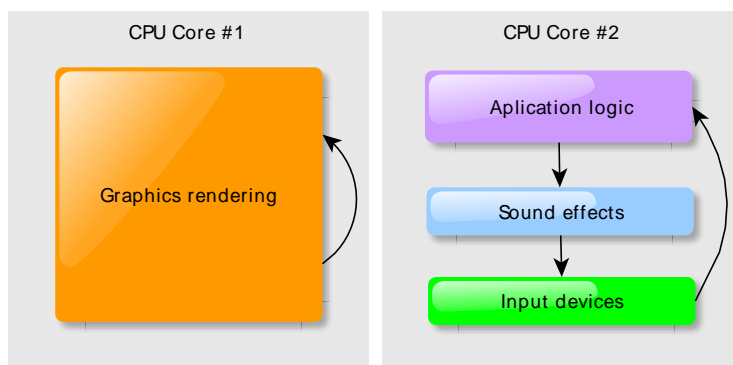 CPU Core #1
Graphics rendering
CPU Core #2
Aplication logic
Sound effects
Input devices